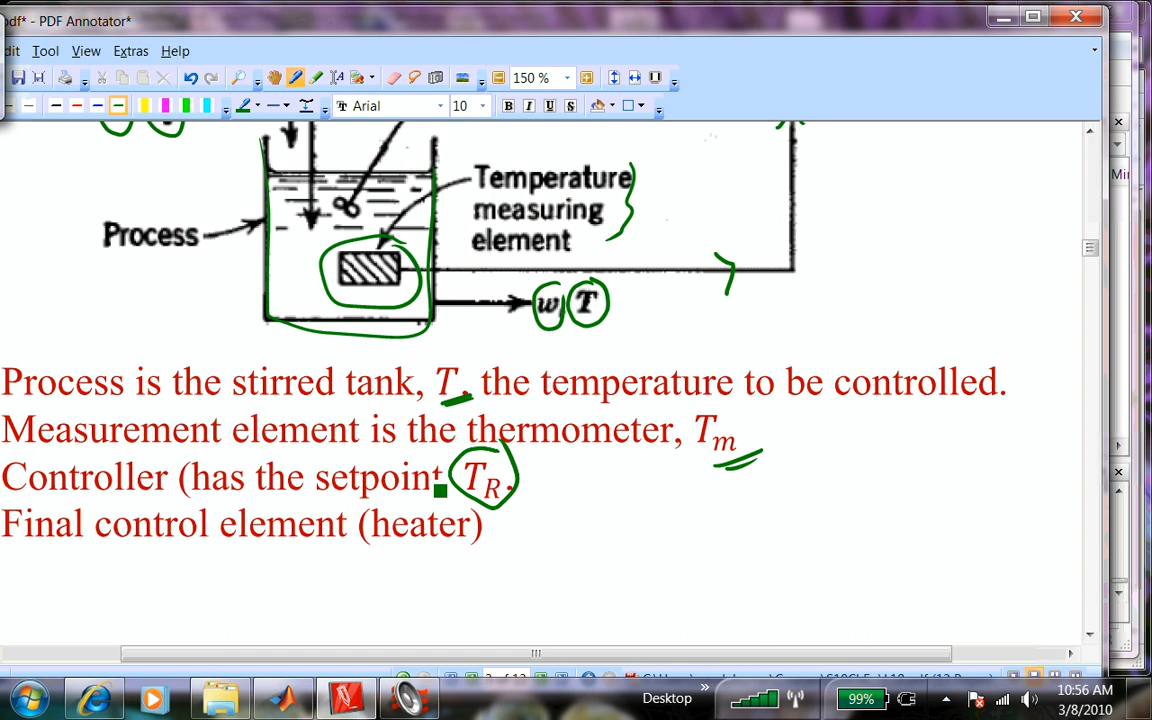 pdf* - PDF Annotator*
dit Tool View Extras Help
150 %
Arial 10 B I U S
Temperature
measuring
element
Process
w, T
Process is the stirred tank, T. the temperature to be controlled.
Measurement element is the thermometer, Tm
Controller (has the setpoint TR.
Final control element (heater)
Desktop
99%
10:56 AM
3/8/2010